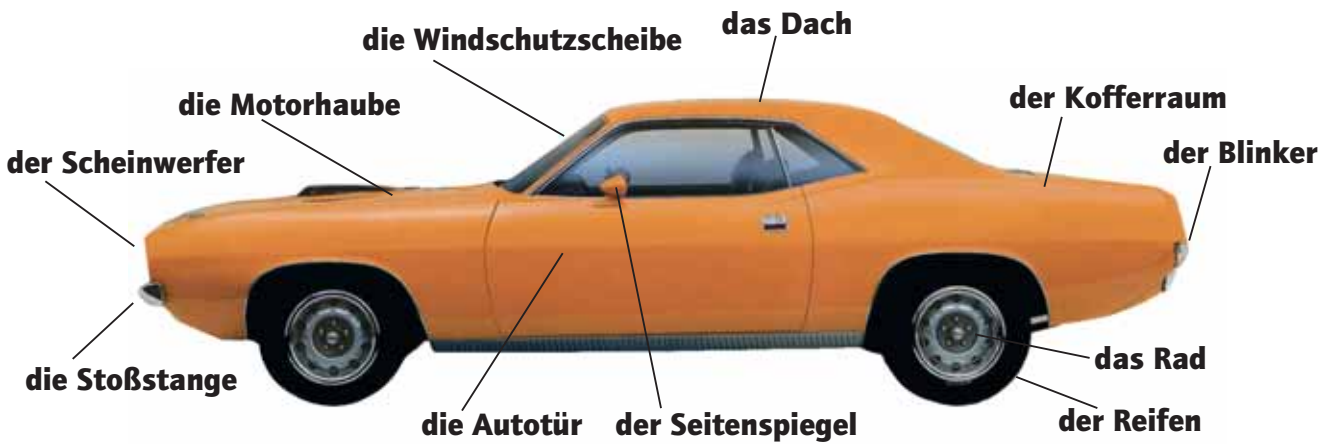 das Dach
die Windschutzscheibe
die Motorhaube
der Kofferraum
der Scheinwerfer
der Blinker
das Rad
die Stoßstange
der Reifen
die Autotür
der Seitenspiegel